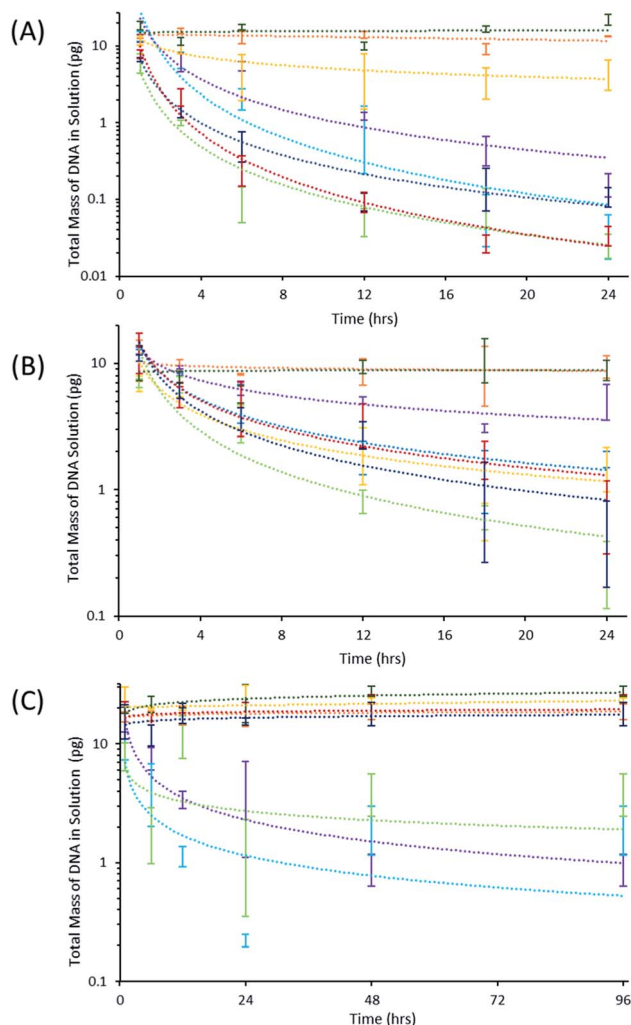 (A)
Total Mass of DNA in Solution (pg)
10
1
0.1
0.01
0 4 8 12 16 20 24
Time (hrs)
(B)
Total Mass of DNA Solution (pg)
10
1
0.1
0 4 8 12 16 20 24
Time (hrs)
(C)
Total Mass of DNA in Solution (pg)
10
1
0.1
0 24 48 72 96
Time (hrs)